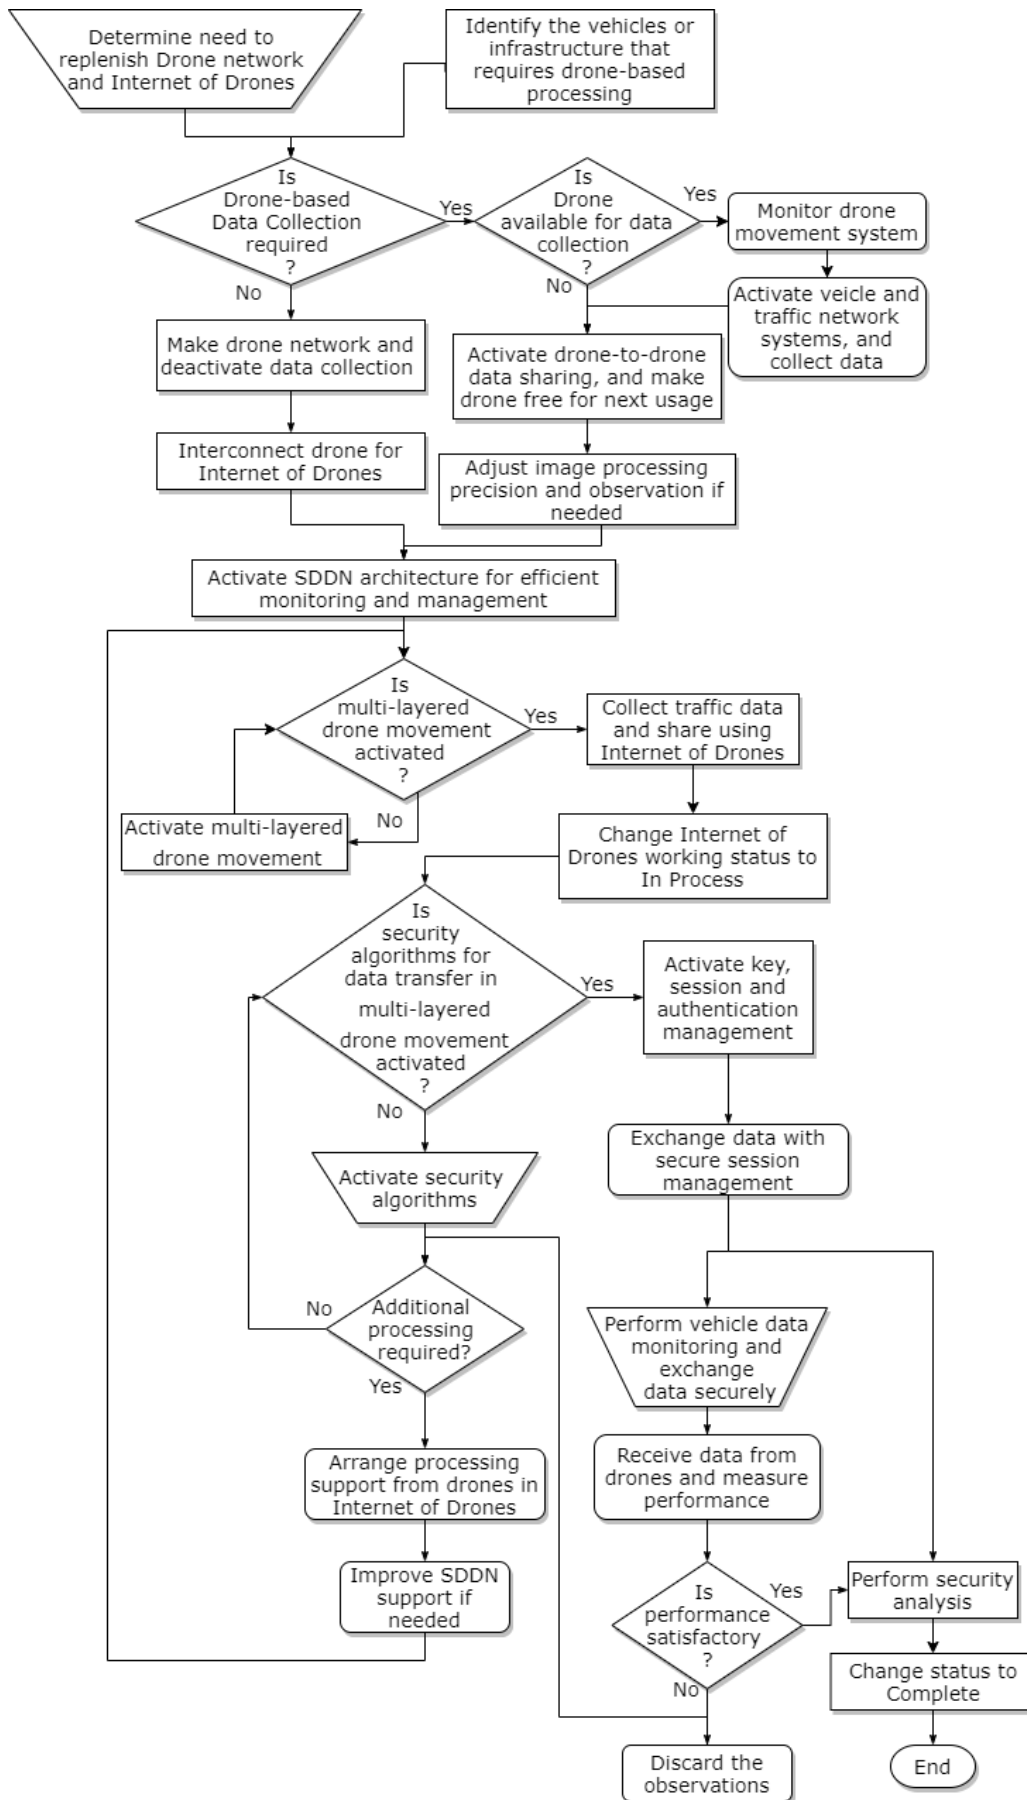 Determine need to
replenish Drone network
and Internet of Drones
Identify the vehicles or
infrastructure that
requires drone-based
processing
Is
Drone-based
Data Collection
required
?
Yes
No
Is
Drone
available for data
collection
?
Yes
No
Monitor drone
movement system
Activate veicle and
traffic network
systems, and
collect data
Make drone network and
deactivate data collection
Activate drone-to-drone
data sharing, and make
drone free for next usage
Interconnect drone for
Internet of Drones
Adjust image processing
precision and observation if
needed
Activate SDDN architecture for efficient
monitoring and management
Is
multi-layered
drone movement
activated
?
Yes
No
Collect traffic data
and share using
Internet of Drones
Activate multi-layered
drone movement
Change Internet of
Drones working status to
In Process
Is
security
algorithms for
data transfer in
multi-layered
drone movement
activated
?
Yes
No
Activate key,
session and
authentication
management
Exchange data with
secure session
management
Activate security
algorithms
Additional
processing
required?
No
Yes
Perform vehicle data
monitoring and
exchange
data securely
Arrange processing
support from drones in
Internet of Drones
Receive data from
drones and measure
performance
Improve SDDN
support if
needed
Is
performance
satisfactory
?
Yes
No
Perform security
analysis
Change status to
Complete
Discard the
observations
End